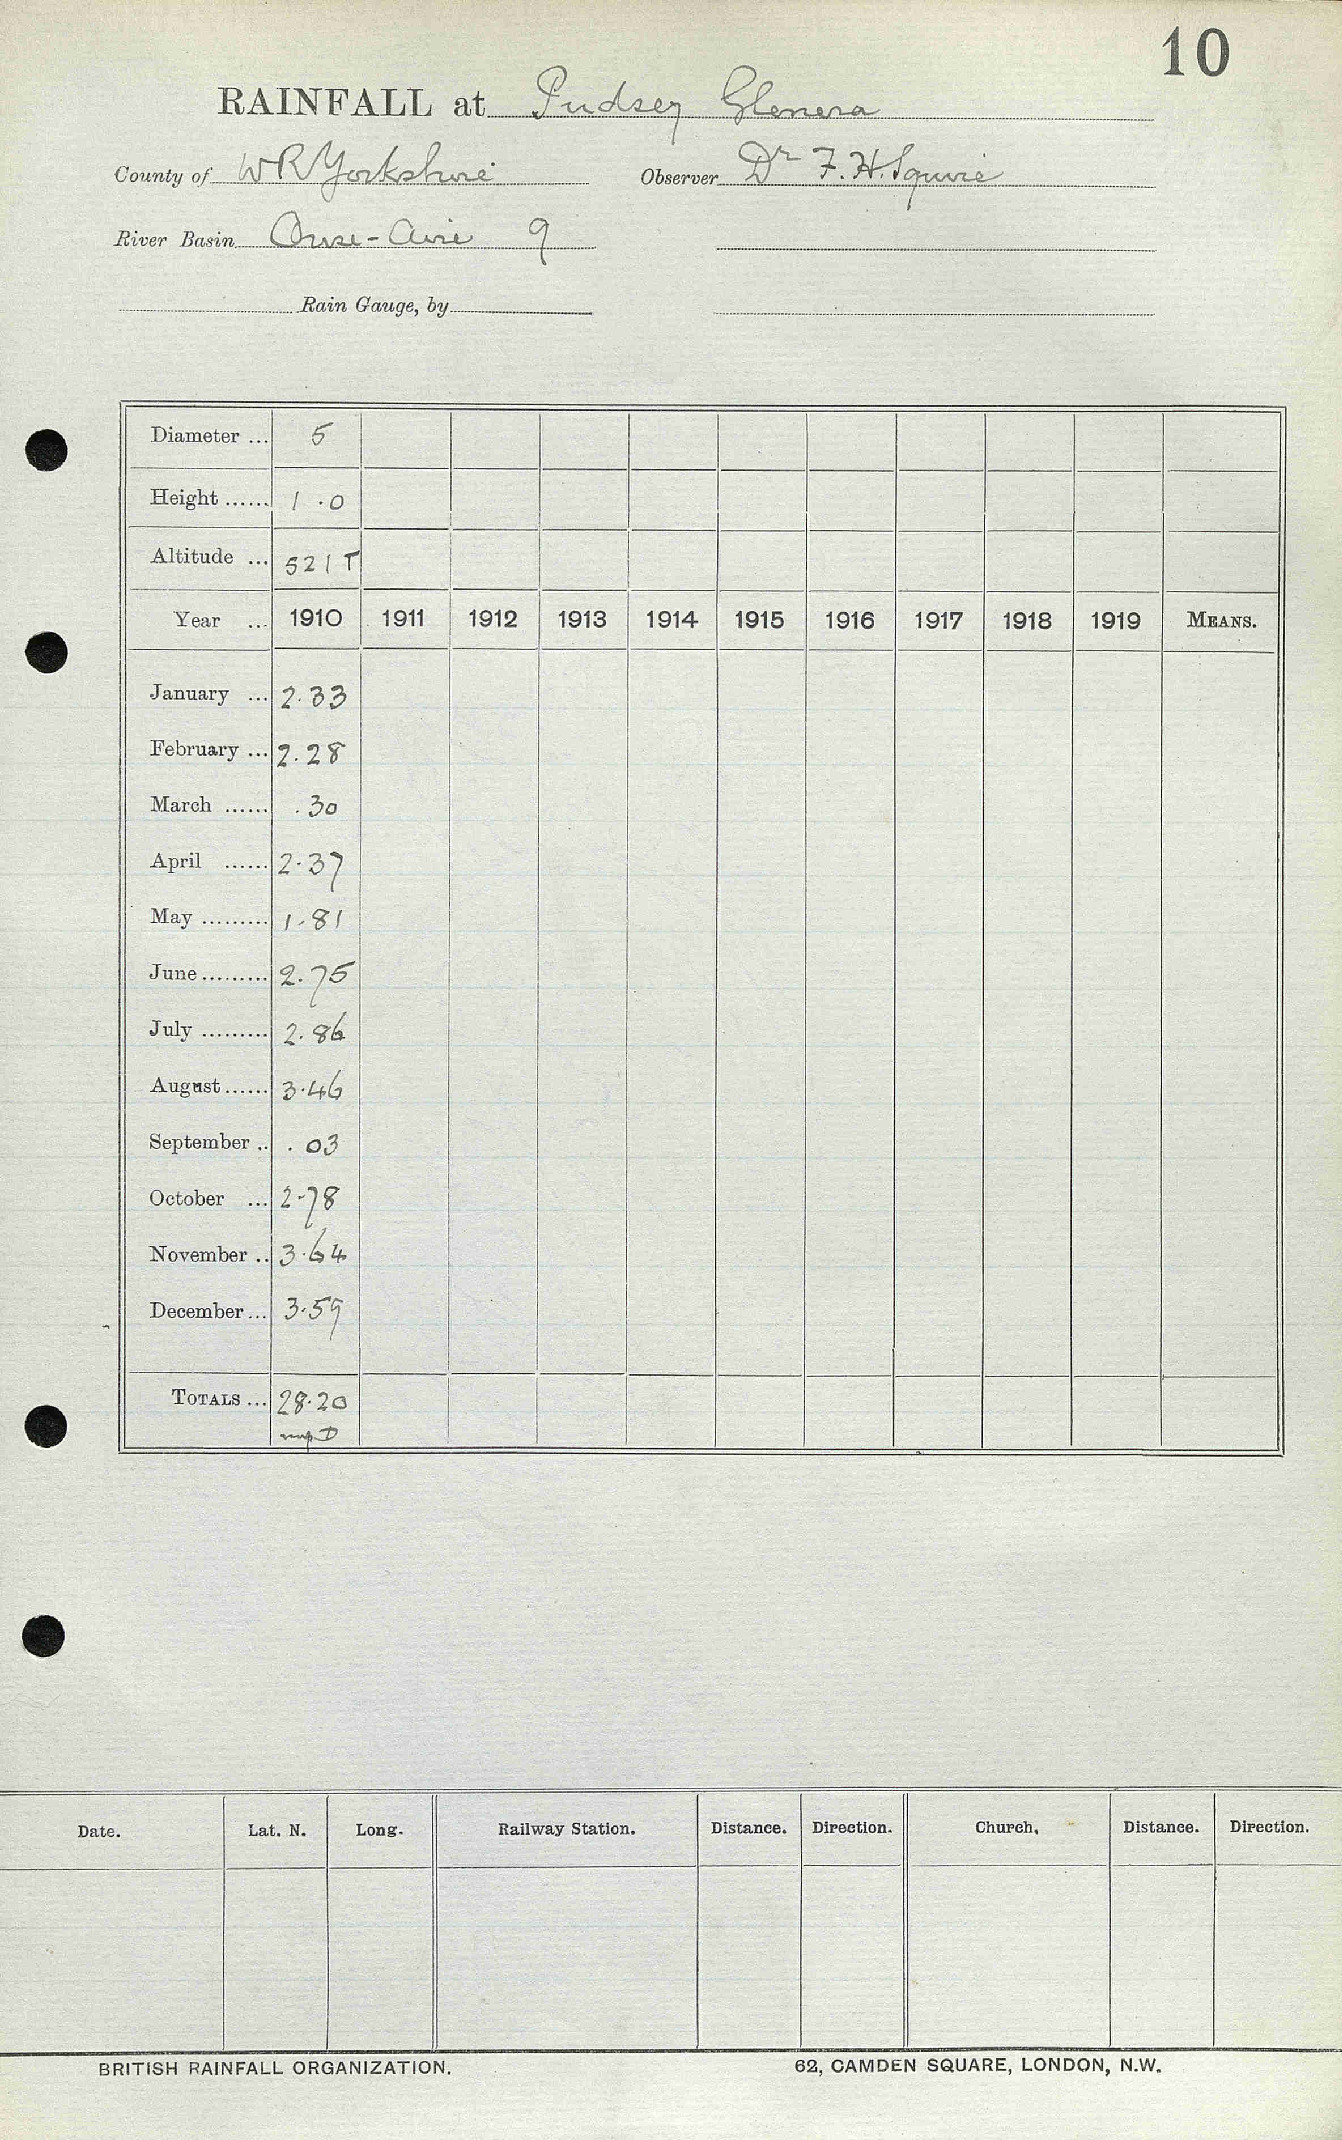 10
RAINFALL at Pudsey Glenera
County of WR Yorkshire Observer Dr F. H. Squire
River Basin Ouse-Aire 9
Rain Gauge, by
Diameter ... 5
Height ...... 1 .0
Altitude ... 521 T
Year ... 1910 1911 1912 1913 1914 1915 1916 1917 1918 1919 MEANS.
January ... 2.33
February ... 2.28
March ...... .30
April ...... 2.37
May ......... 1.81
June ......... 2.75
July ......... 2.86
August ...... 3.46
September .. .03
October ... 2.78
November .. 3.64
December ... 3.59
TOTALS ... 28.20
Date. Lat. N. Long. Railway Station. Distance. Direction. Church. Distance. Direction.
BRITISH RAINFALL ORGANIZATION. 62, CAMDEN SQUARE, LONDON, N.W.